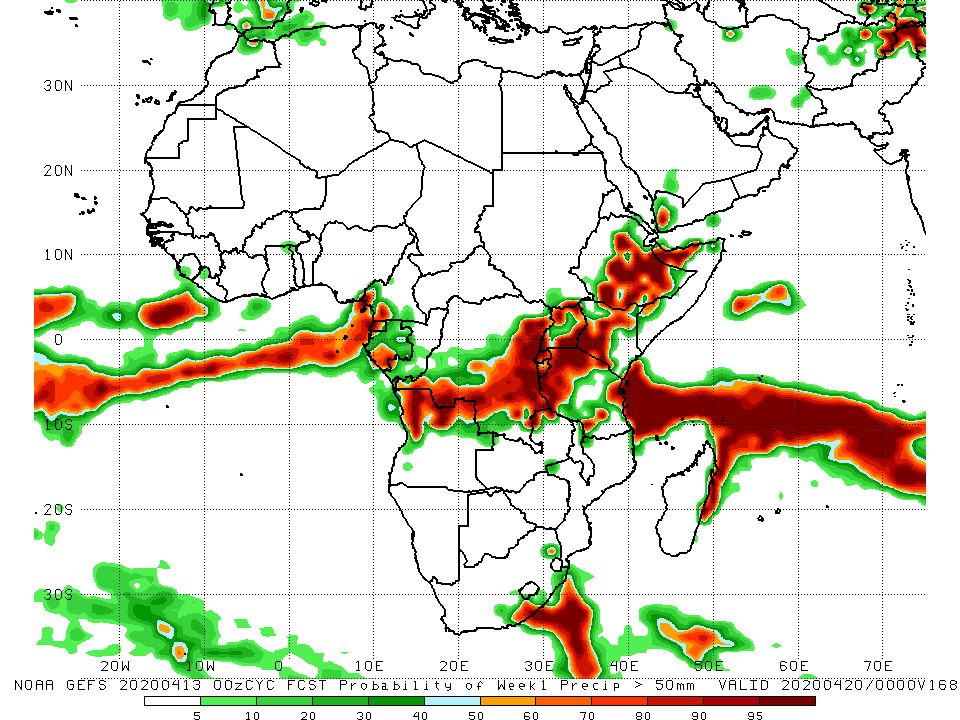 30N
20N
10N
0
10S
20S
30S
20W 10W 0 10E 20E 30E 40E 50E 60E 70E
NOAA GEFS 20200413 00zCYC FCST Probability of Week1 Precip > 50mm VALID 20200420/0000V168
5 10 20 30 40 50 60 70 80 90 95